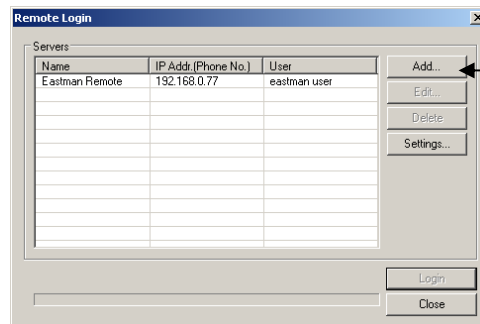 Remote Login
Servers
Name IP Addr.(Phone No.) User
Eastman Remote 192.168.0.77 eastman user
Add...
Edit...
Delete
Settings...
Login
Close